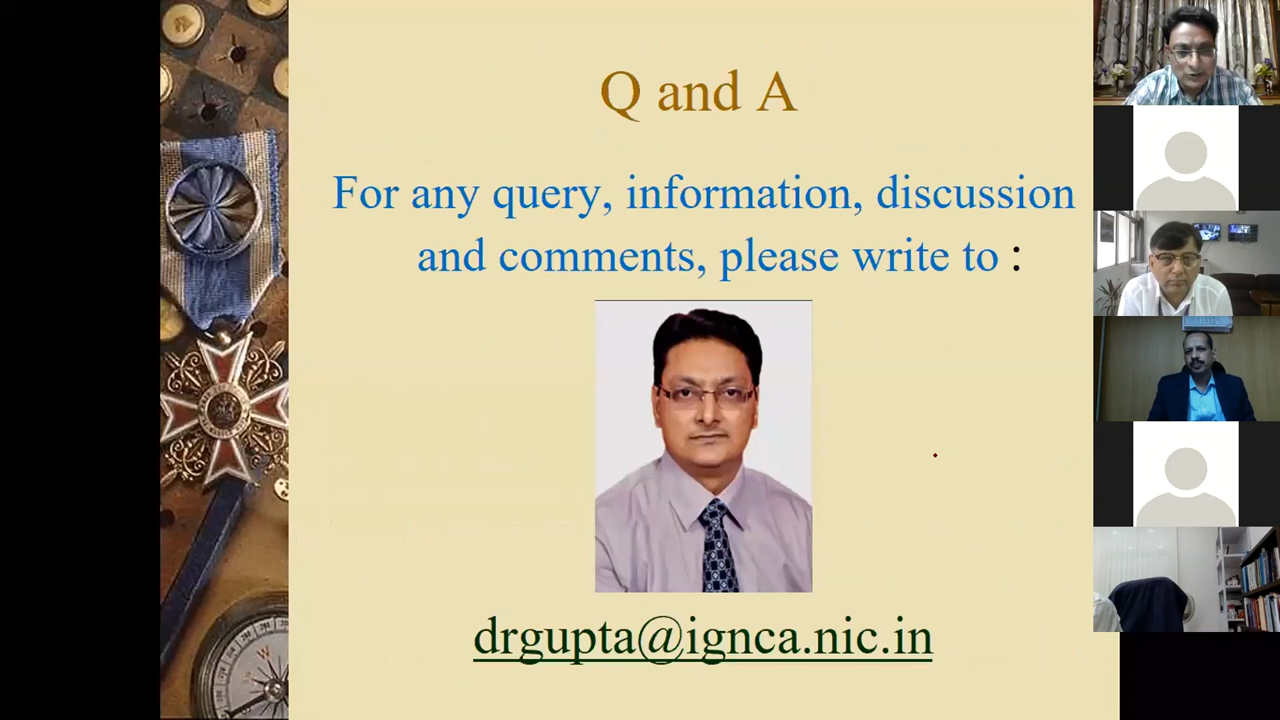 Q and A
For any query, information, discussion
and comments, please write to :
drgupta@ignca.nic.in